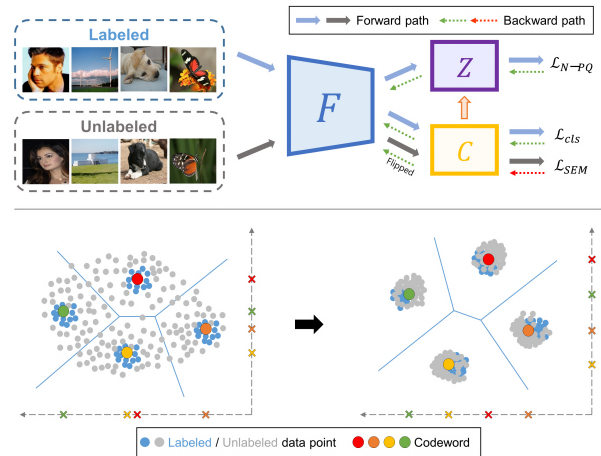 Labeled
Forward path
Backward path
Z
ℒ_{N-PQ}
F
Unlabeled
C
ℒ_{cls}
ℒ_{SEM}
Flipped
Labeled / Unlabeled data point
Codeword